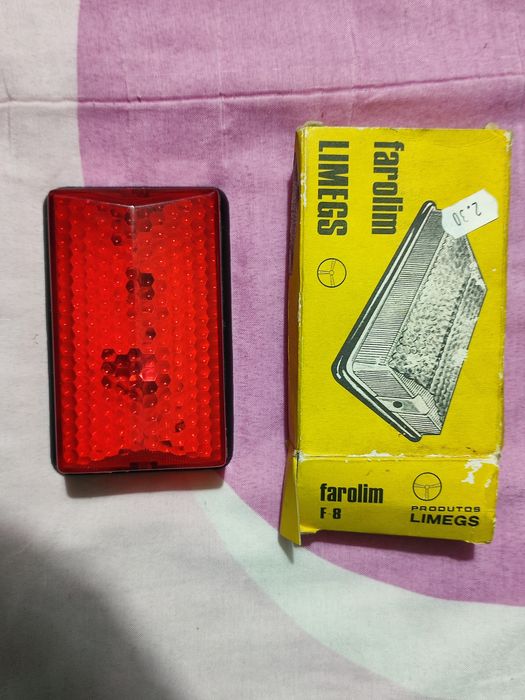 farolim
LIMEGS
2.30
farolim
F-8
PRODUTOS
LIMEGS